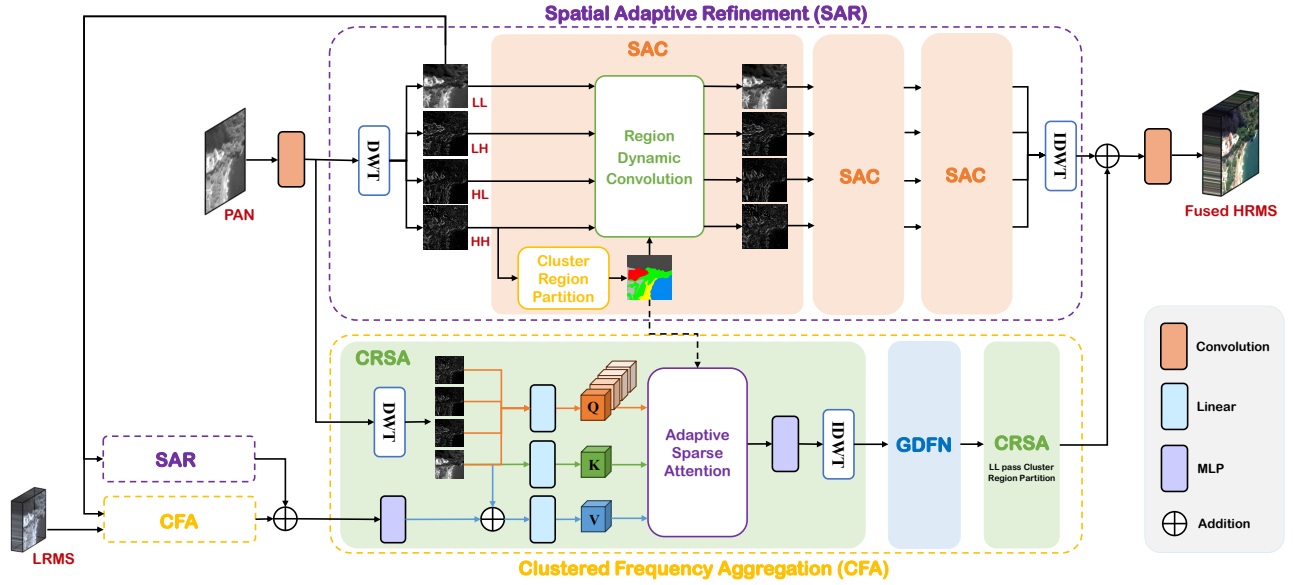 Spatial Adaptive Refinement (SAR)
SAC
LL
LH
HL
HH
DWT
Region
Dynamic
Convolution
SAC
SAC
IDWT
PAN
Fused HRMS
Cluster
Region
Partition
CRSA
DWT
Q
K
V
Adaptive
Sparse
Attention
IDWT
GDFN
CRSA
LL pass Cluster
Region Partition
SAR
CFA
LRMS
Clustered Frequency Aggregation (CFA)
Convolution
Linear
MLP
Addition